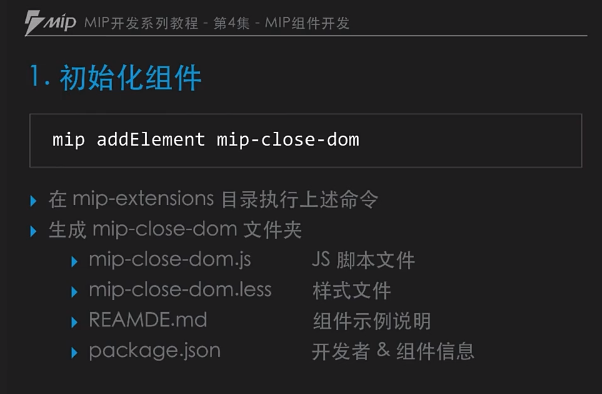 mip MIP开发系列教程 - 第4集 - MIP组件开发
1. 初始化组件
mip addElement mip-close-dom
在 mip-extensions 目录执行上述命令
生成 mip-close-dom 文件夹
mip-close-dom.js JS 脚本文件
mip-close-dom.less 样式文件
REAMDE.md 组件示例说明
package.json 开发者 & 组件信息